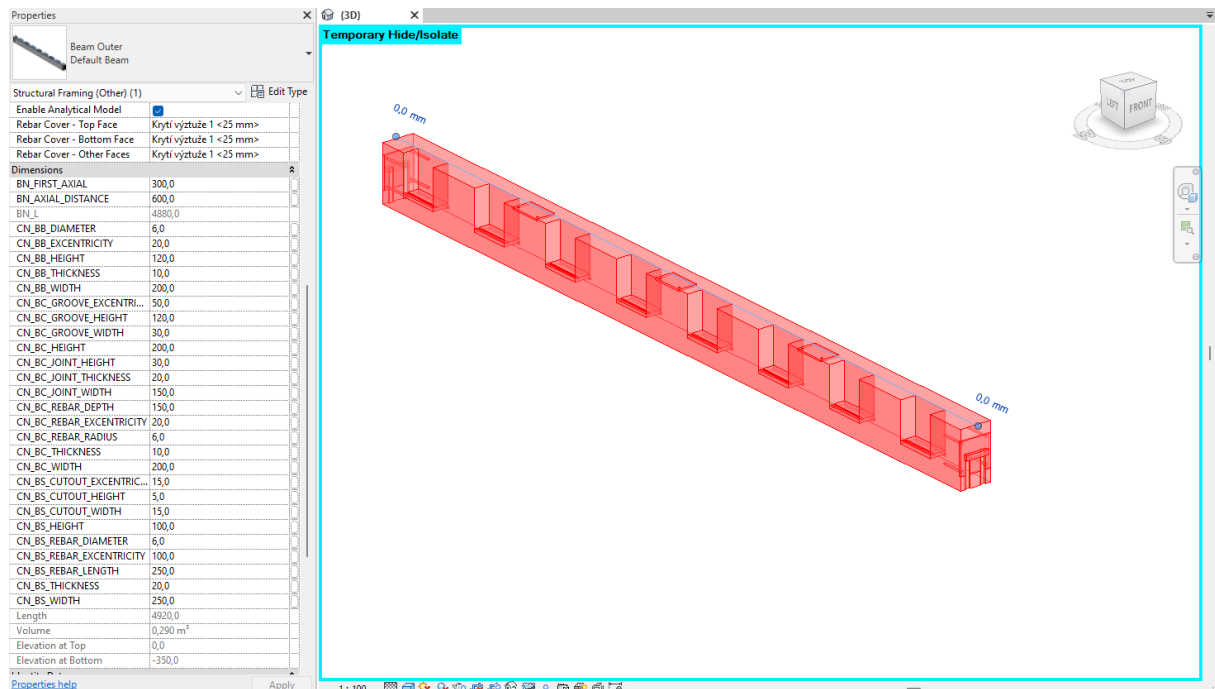 Properties
(3D)
Beam Outer
Default Beam
Structural Framing (Other) (1)
Edit Type
Enable Analytical Model
Rebar Cover - Top Face Krytí výztuže 1 <25 mm>
Rebar Cover - Bottom Face Krytí výztuže 1 <25 mm>
Rebar Cover - Other Faces Krytí výztuže 1 <25 mm>
Dimensions
BN_FIRST_AXIAL 300,0
BN_AXIAL_DISTANCE 600,0
BN_L 4880,0
CN_BB_DIAMETER 6,0
CN_BB_EXCENTRICITY 20,0
CN_BB_HEIGHT 120,0
CN_BB_THICKNESS 10,0
CN_BB_WIDTH 200,0
CN_BC_GROOVE_EXCENTRI... 50,0
CN_BC_GROOVE_HEIGHT 120,0
CN_BC_GROOVE_WIDTH 30,0
CN_BC_HEIGHT 200,0
CN_BC_JOINT_HEIGHT 30,0
CN_BC_JOINT_THICKNESS 20,0
CN_BC_JOINT_WIDTH 150,0
CN_BC_REBAR_DEPTH 150,0
CN_BC_REBAR_EXCENTRICITY 20,0
CN_BC_REBAR_RADIUS 6,0
CN_BC_THICKNESS 10,0
CN_BC_WIDTH 200,0
CN_BS_CUTOUT_EXCENTRIC... 15,0
CN_BS_CUTOUT_HEIGHT 5,0
CN_BS_CUTOUT_WIDTH 15,0
CN_BS_HEIGHT 100,0
CN_BS_REBAR_DIAMETER 6,0
CN_BS_REBAR_EXCENTRICITY 100,0
CN_BS_REBAR_LENGTH 250,0
CN_BS_THICKNESS 20,0
CN_BS_WIDTH 250,0
Length 4920,0
Volume 0,290 m³
Elevation at Top 0,0
Elevation at Bottom -350,0
Properties help
Apply
Temporary Hide/Isolate
0,0 mm
0,0 mm
TOP
LEFT
FRONT
1 : 100